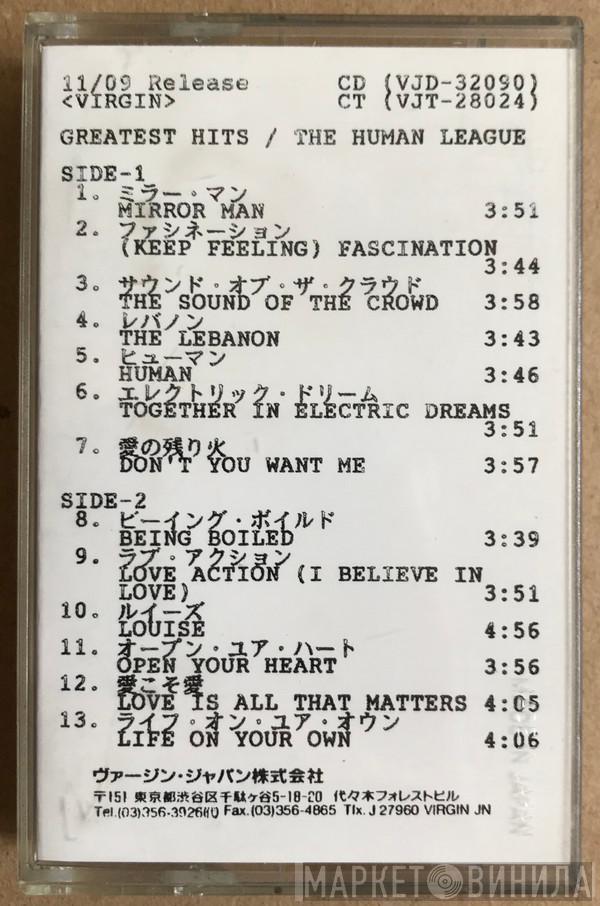 11/09 Release CD (VJD-32090)
<VIRGIN> CT (VJT-28024)
GREATEST HITS / THE HUMAN LEAGUE
SIDE-1
1. ミラー・マン
MIRROR MAN 3:51
2. ファシネーション
(KEEP FEELING) FASCINATION
3:44
3. サウンド・オブ・ザ・クラウド
THE SOUND OF THE CROWD 3:58
4. レバノン
THE LEBANON 3:43
5. ヒューマン
HUMAN 3:46
6. エレクトリック・ドリーム
TOGETHER IN ELECTRIC DREAMS
3:51
7. 愛の残り火
DON'T YOU WANT ME 3:57
SIDE-2
8. ビーイング・ボイルド
BEING BOILED 3:39
9. ラブ・アクション
LOVE ACTION (I BELIEVE IN
LOVE) 3:51
10. ルイーズ
LOUISE 4:56
11. オープン・ユア・ハート
OPEN YOUR HEART 3:56
12. 愛こそ愛
LOVE IS ALL THAT MATTERS 4:05
13. ライフ・オン・ユア・オウン
LIFE ON YOUR OWN 4:06
ヴァージン・ジャパン株式会社
〒151 東京都渋谷区千駄ヶ谷5-18-20 代々木フォレストビル
Tel.(03)356-3926(代) Fax.(03)356-4865 Tlx. J 27960 VIRGIN JN
МАРКЕТ ВИНИЛА